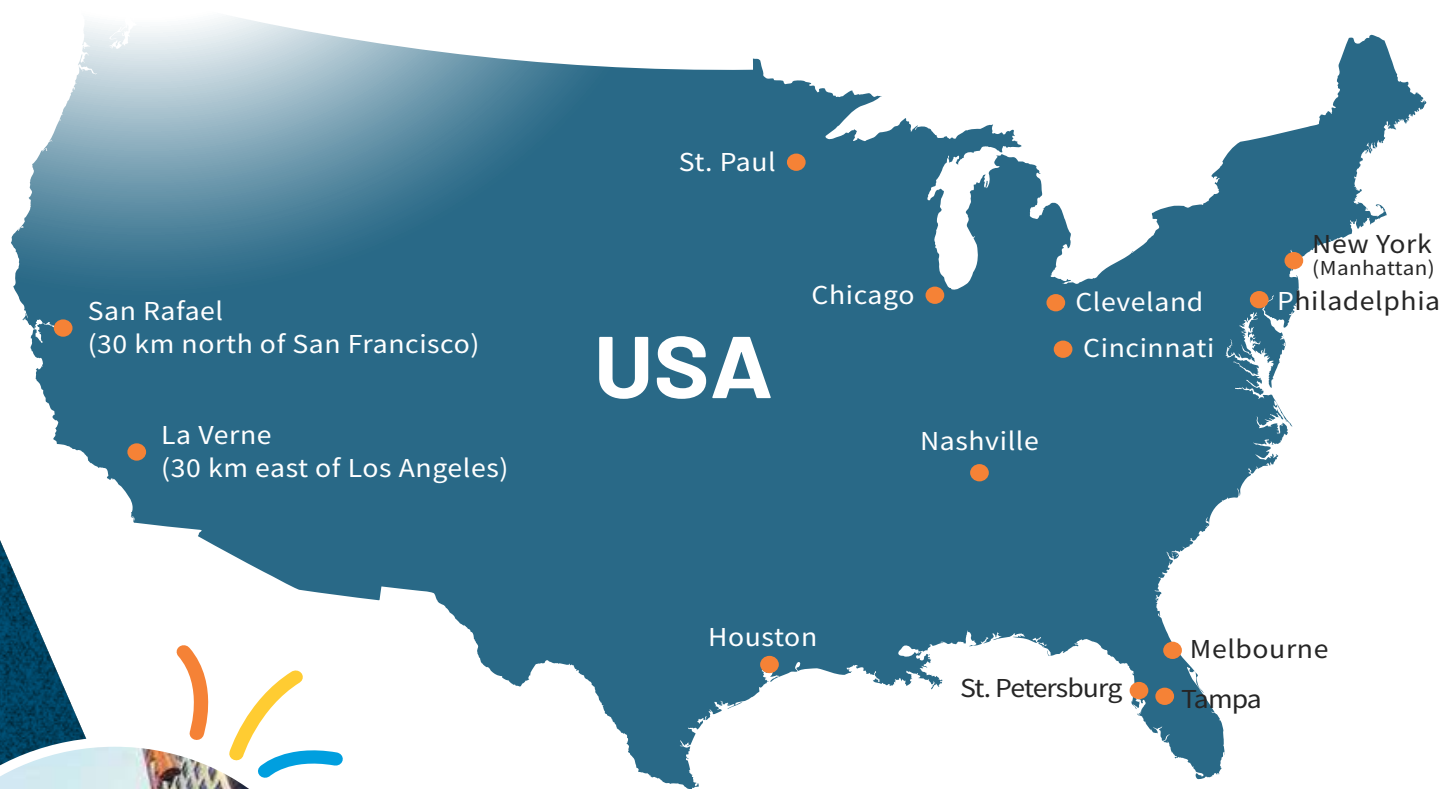 St. Paul
New York
(Manhattan)
Chicago
Cleveland
Philadelphia
San Rafael
(30 km north of San Francisco)
USA
Cincinnati
La Verne
(30 km east of Los Angeles)
Nashville
Houston
Melbourne
St. Petersburg
Tampa